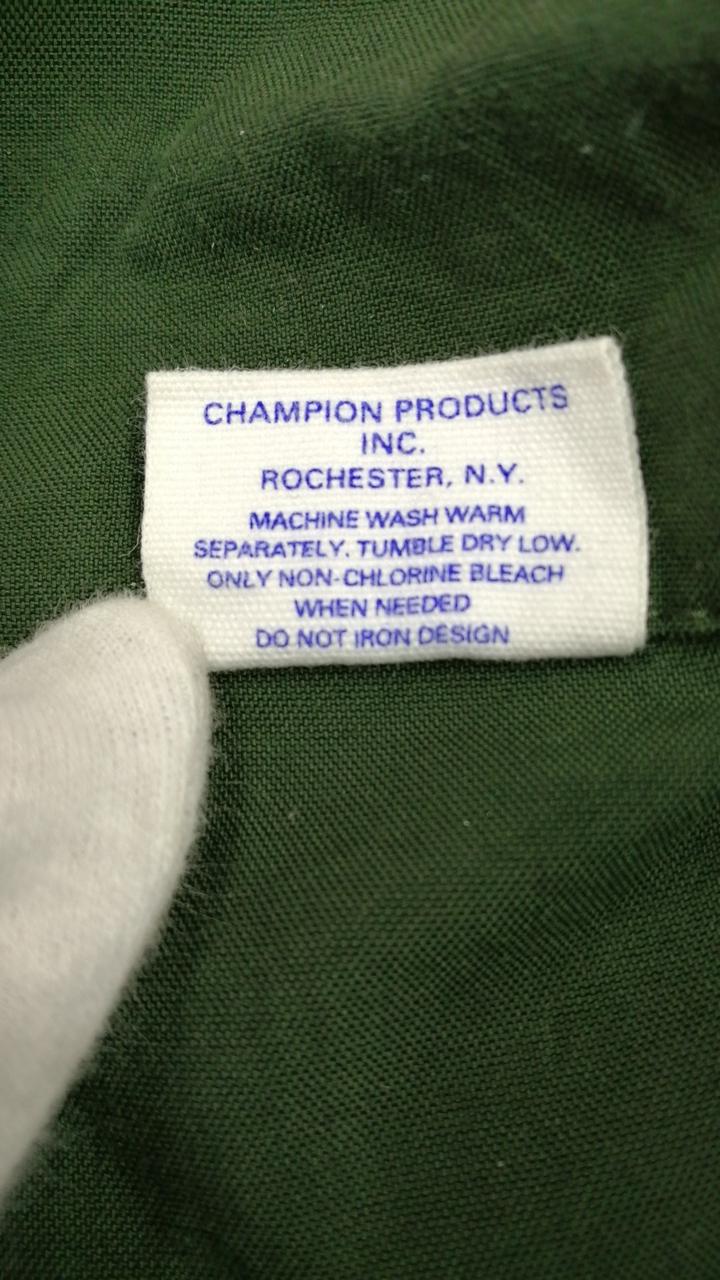 CHAMPION PRODUCTS
INC.
ROCHESTER, N.Y.
MACHINE WASH WARM
SEPARATELY. TUMBLE DRY LOW.
ONLY NON-CHLORINE BLEACH
WHEN NEEDED
DO NOT IRON DESIGN